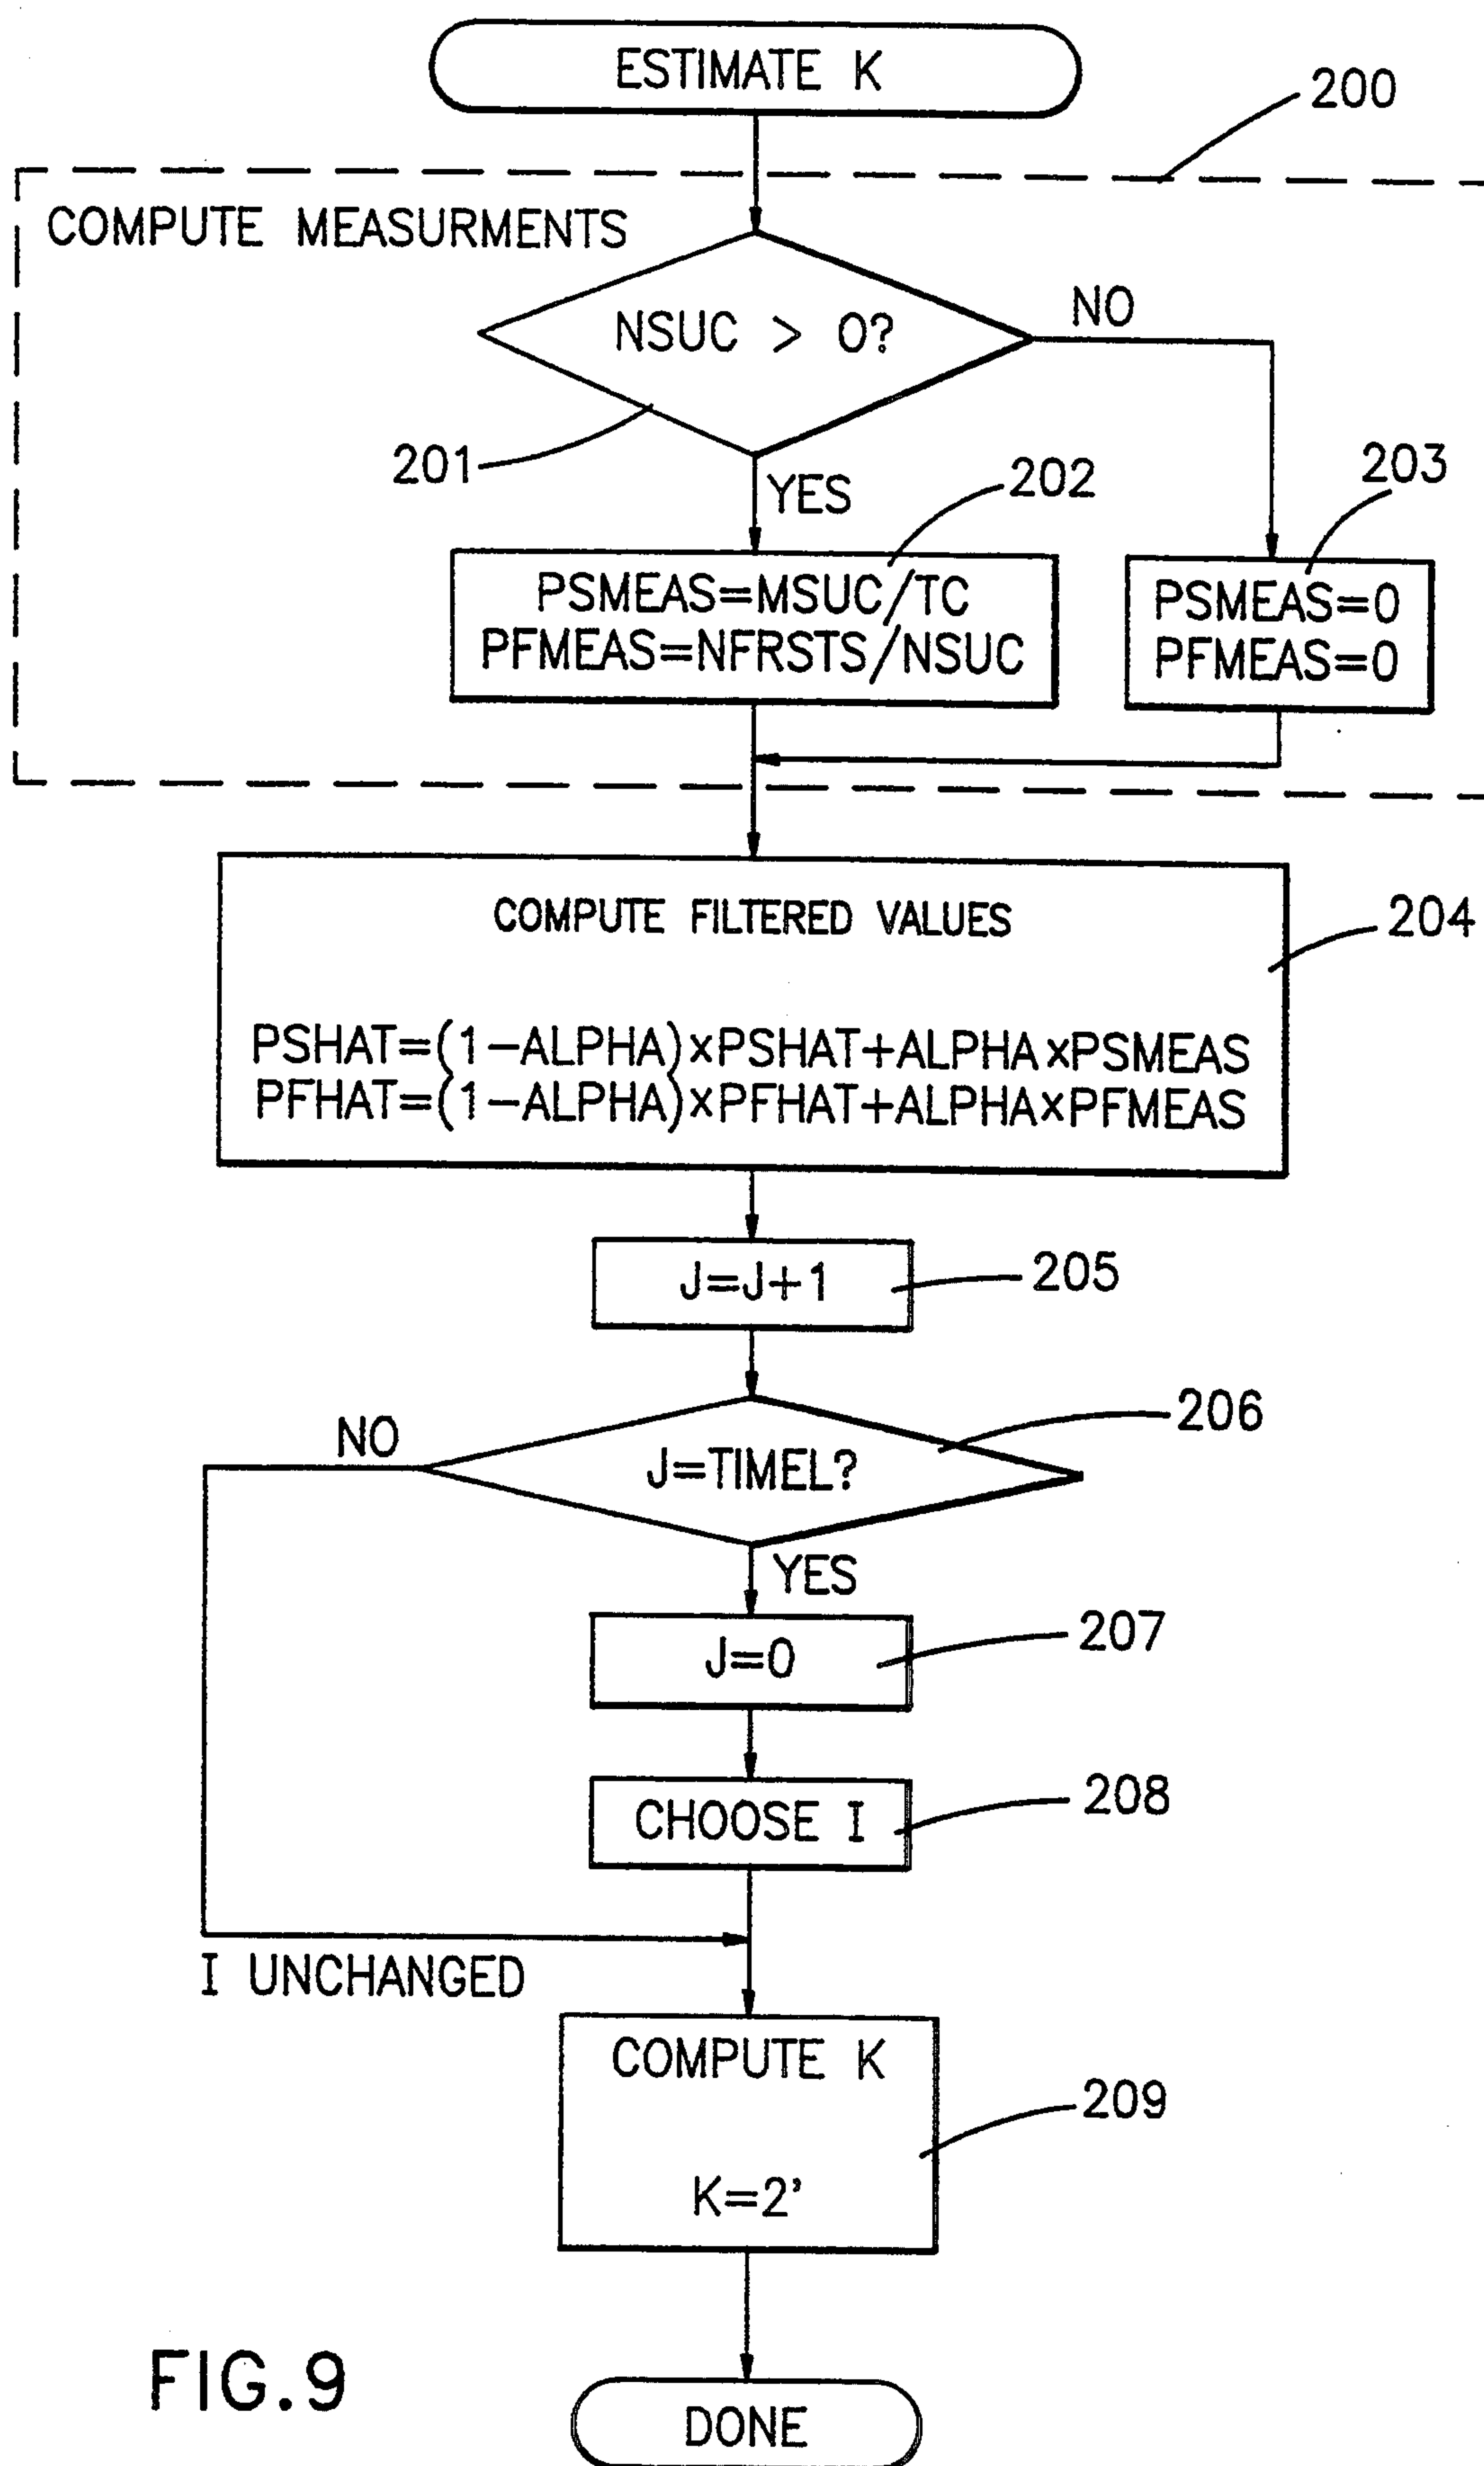 ESTIMATE K
200
COMPUTE MEASURMENTS
NSUC > 0?
NO
201
YES
202
203
PSMEAS=MSUC/TC
PFMEAS=NFRSTS/NSUC
PSMEAS=0
PFMEAS=0
COMPUTE FILTERED VALUES
204
PSHAT=(1-ALPHA)×PSHAT+ALPHA×PSMEAS
PFHAT=(1-ALPHA)×PFHAT+ALPHA×PFMEAS
J=J+1
205
NO
J=TIMEL?
206
YES
J=0
207
CHOOSE I
208
I UNCHANGED
COMPUTE K
209
K=2'
FIG.9
DONE